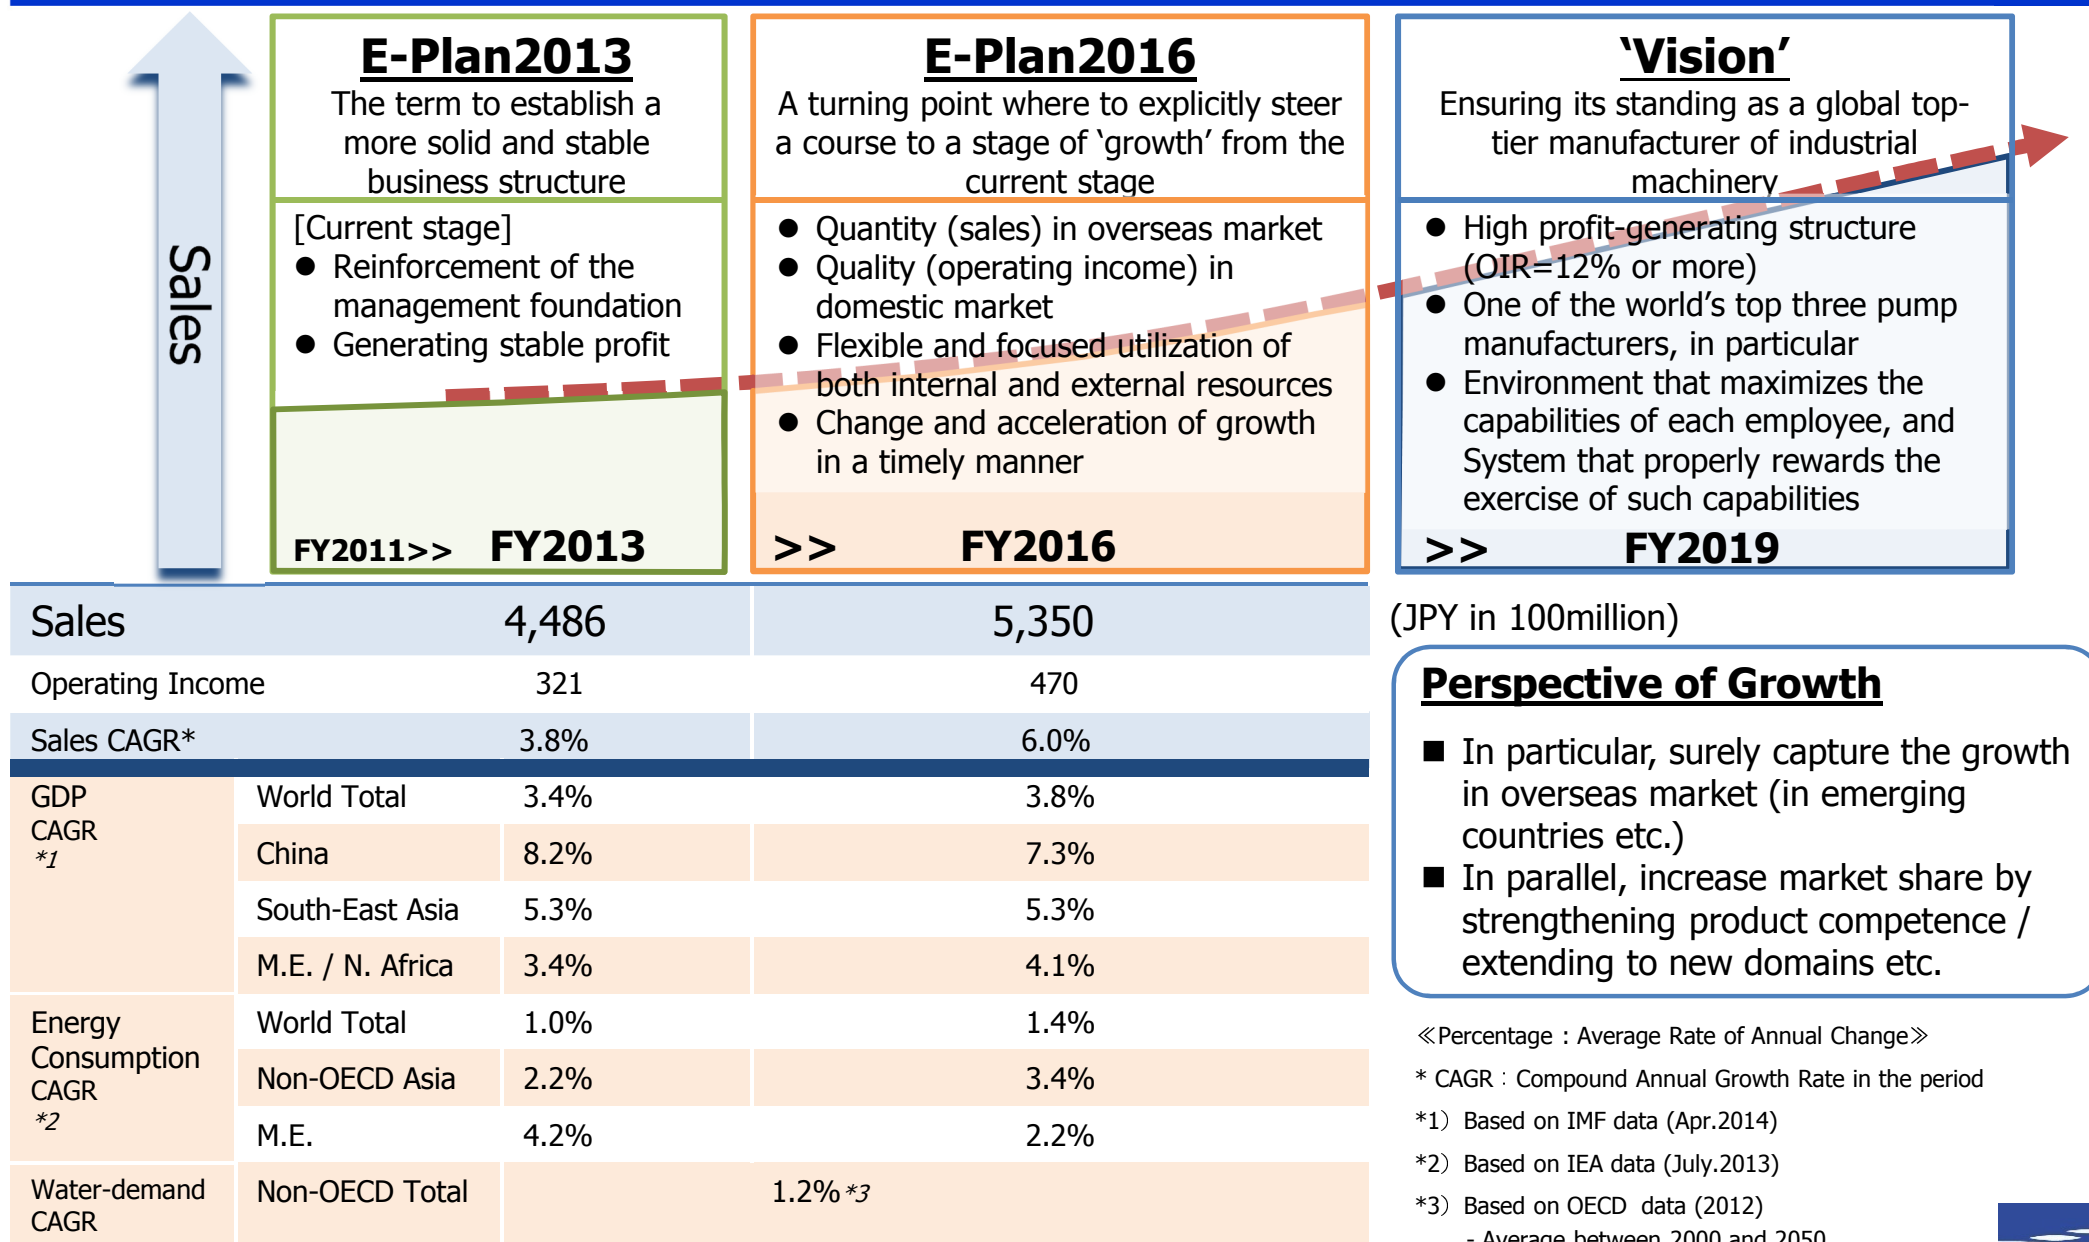 E-Plan2013
The term to establish a
more solid and stable
business structure
[Current stage]
● Reinforcement of the
management foundation
● Generating stable profit
FY2011>> FY2013
E-Plan2016
A turning point where to explicitly steer
a course to a stage of ‘growth’ from the
current stage
● Quantity (sales) in overseas market
● Quality (operating income) in
domestic market
● Flexible and focused utilization of
both internal and external resources
● Change and acceleration of growth
in a timely manner
>> FY2016
‘Vision’
Ensuring its standing as a global top-
tier manufacturer of industrial
machinery
● High profit-generating structure
(OIR=12% or more)
● One of the world’s top three pump
manufacturers, in particular
● Environment that maximizes the
capabilities of each employee, and
System that properly rewards the
exercise of such capabilities
>> FY2019
Sales
Sales 4,486 5,350
(JPY in 100million)
Operating Income 321 470
Sales CAGR* 3.8% 6.0%
GDP
CAGR
*1
World Total 3.4% 3.8%
China 8.2% 7.3%
South-East Asia 5.3% 5.3%
M.E. / N. Africa 3.4% 4.1%
Energy
Consumption
CAGR
*2
World Total 1.0% 1.4%
Non-OECD Asia 2.2% 3.4%
M.E. 4.2% 2.2%
Water-demand
CAGR
Non-OECD Total 1.2%*3
Perspective of Growth
■ In particular, surely capture the growth
in overseas market (in emerging
countries etc.)
■ In parallel, increase market share by
strengthening product competence /
extending to new domains etc.
≪Percentage : Average Rate of Annual Change≫
* CAGR：Compound Annual Growth Rate in the period
*1）Based on IMF data (Apr.2014)
*2）Based on IEA data (July.2013)
*3）Based on OECD data (2012)
- Average between 2000 and 2050